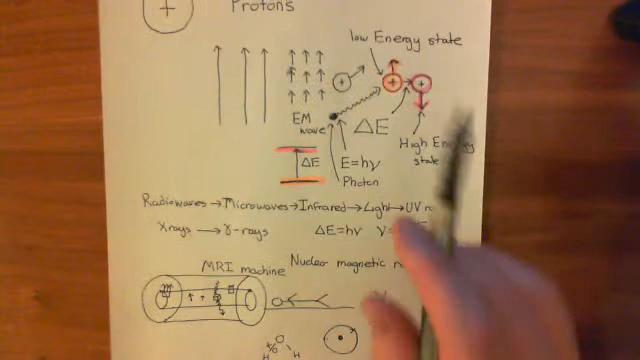 + Protons
low Energy state
+ + +
EM
wave
ΔE
High Energy
state
ΔE
E=hν
Photon
Radiowaves→Microwaves→Infrared→Light→UV
Xrays → γ-rays ΔE=hν ν=
MRI machine Nuclear magnetic
H H